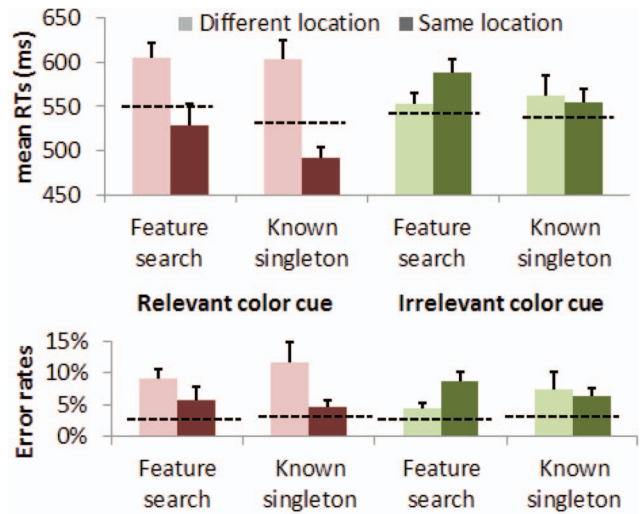 650
Different location
Same location
600
550
500
450
mean RTs (ms)
Feature search
Known singleton
Feature search
Known singleton
Relevant color cue
Irrelevant color cue
15%
10%
5%
0%
Error rates
Feature search
Known singleton
Feature search
Known singleton